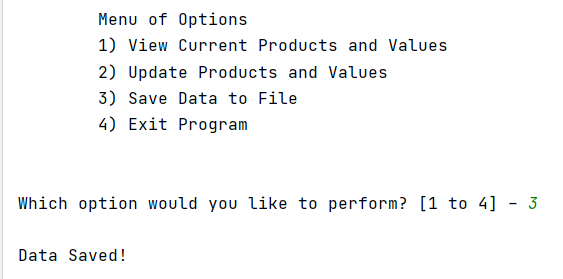 Menu of Options
1) View Current Products and Values
2) Update Products and Values
3) Save Data to File
4) Exit Program
Which option would you like to perform? [1 to 4] - 3
Data Saved!